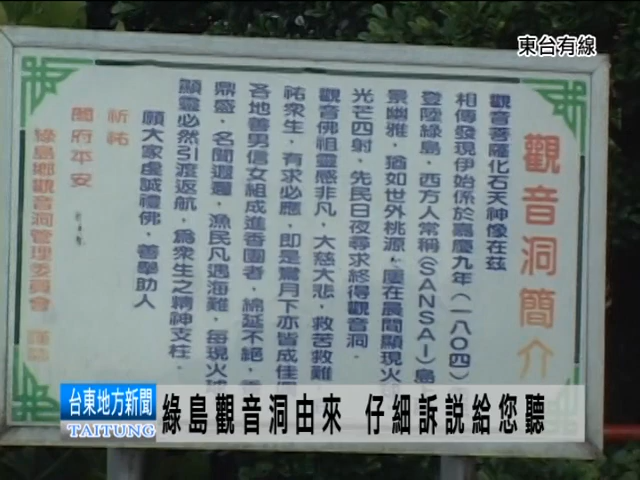 東台有線
觀音洞簡介
觀音菩薩化石天神像在茲
相傳發現伊始係於嘉慶九年(一八〇四)
登陸綠島，西方人常稱(SANSAI)島
景幽雅，猶如世外桃源，屢在晨間顯現火
光芒四射，先民日夜尋求終得觀音洞。
觀音佛祖靈感非凡，大慈大悲，救苦救難
祐衆生，有求必應，即是彎月下亦皆成佳
各地善男信女組成進香團者，綿延不絕，
鼎盛，名聞遐邇，漁民凡遇海難，每現火
顯靈必然引渡返航，爲衆生之精神支柱。
願大家虔誠禮佛，善舉助人
祈祐
闔府平安
綠島鄉觀音洞管理委員會 謹誌
台東地方新聞
TAITUNG
綠島觀音洞由來 仔細訴說給您聽